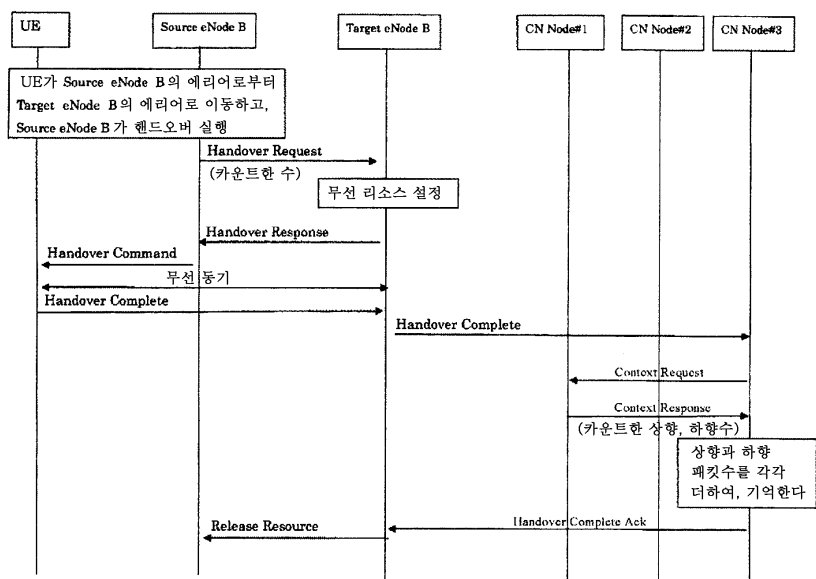 UE
Source eNode B
Target eNode B
CN Node#1
CN Node#2
CN Node#3
UE가 Source eNode B의 에리어로부터
Target eNode B의 에리어로 이동하고,
Source eNode B가 핸드오버 실행
Handover Request
(카운트한 수)
무선 리소스 설정
Handover Response
Handover Command
무선 동기
Handover Complete
Handover Complete
Context Request
Context Response
(카운트한 상향, 하향수)
상향과 하향
패킷수를 각각
더하여, 기억한다
Handover Complete Ack
Release Resource